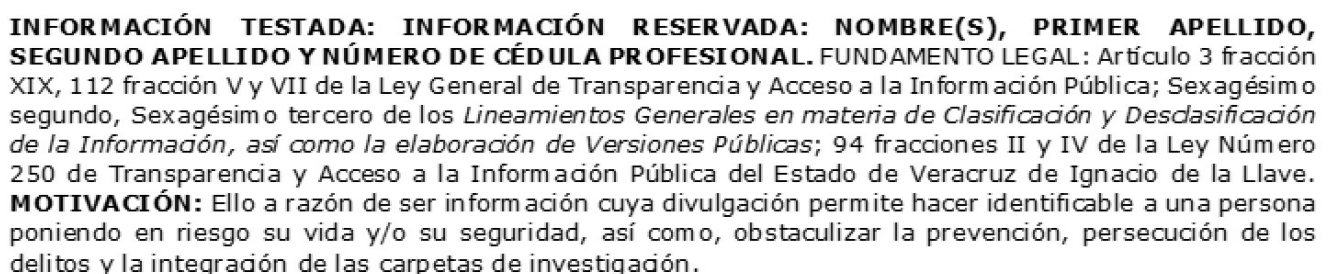 INFORMACIÓN TESTADA: INFORMACIÓN RESERVADA: NOMBRE(S), PRIMER APELLIDO,
SEGUNDO APELLIDO Y NÚMERO DE CÉDULA PROFESIONAL. FUNDAMENTO LEGAL: Artículo 3 fracción
XIX, 112 fracción V y VII de la Ley General de Transparencia y Acceso a la Información Pública; Sexagésimo
segundo, Sexagésimo tercero de los Lineamientos Generales en materia de Clasificación y Desclasificación
de la Información, así como la elaboración de Versiones Públicas; 94 fracciones II y IV de la Ley Número
250 de Transparencia y Acceso a la Información Pública del Estado de Veracruz de Ignacio de la Llave.
MOTIVACIÓN: Ello a razón de ser información cuya divulgación permite hacer identificable a una persona
poniendo en riesgo su vida y/o su seguridad, así como, obstaculizar la prevención, persecución de los
delitos y la integración de las carpetas de investigación.